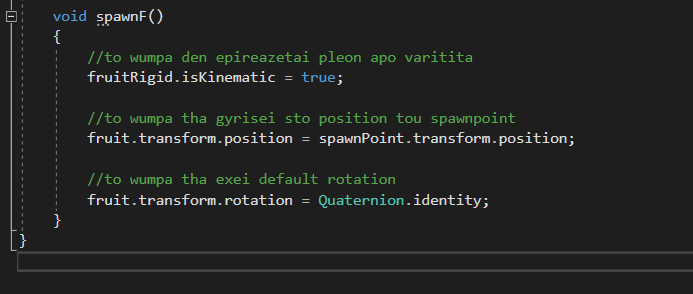 void spawnF()
{
//to wumpa den epireazetai pleon apo varitita
fruitRigid.isKinematic = true;
//to wumpa tha gyrisei sto position tou spawnpoint
fruit.transform.position = spawnPoint.transform.position;
//to wumpa tha exei default rotation
fruit.transform.rotation = Quaternion.identity;
}
}